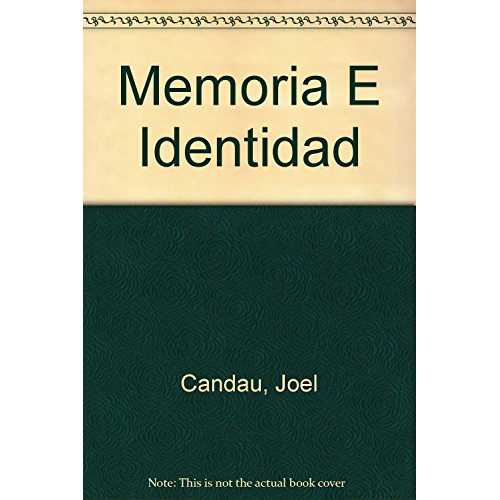 Memoria E
Identidad
Candau, Joel
Note: This is not the actual book cover